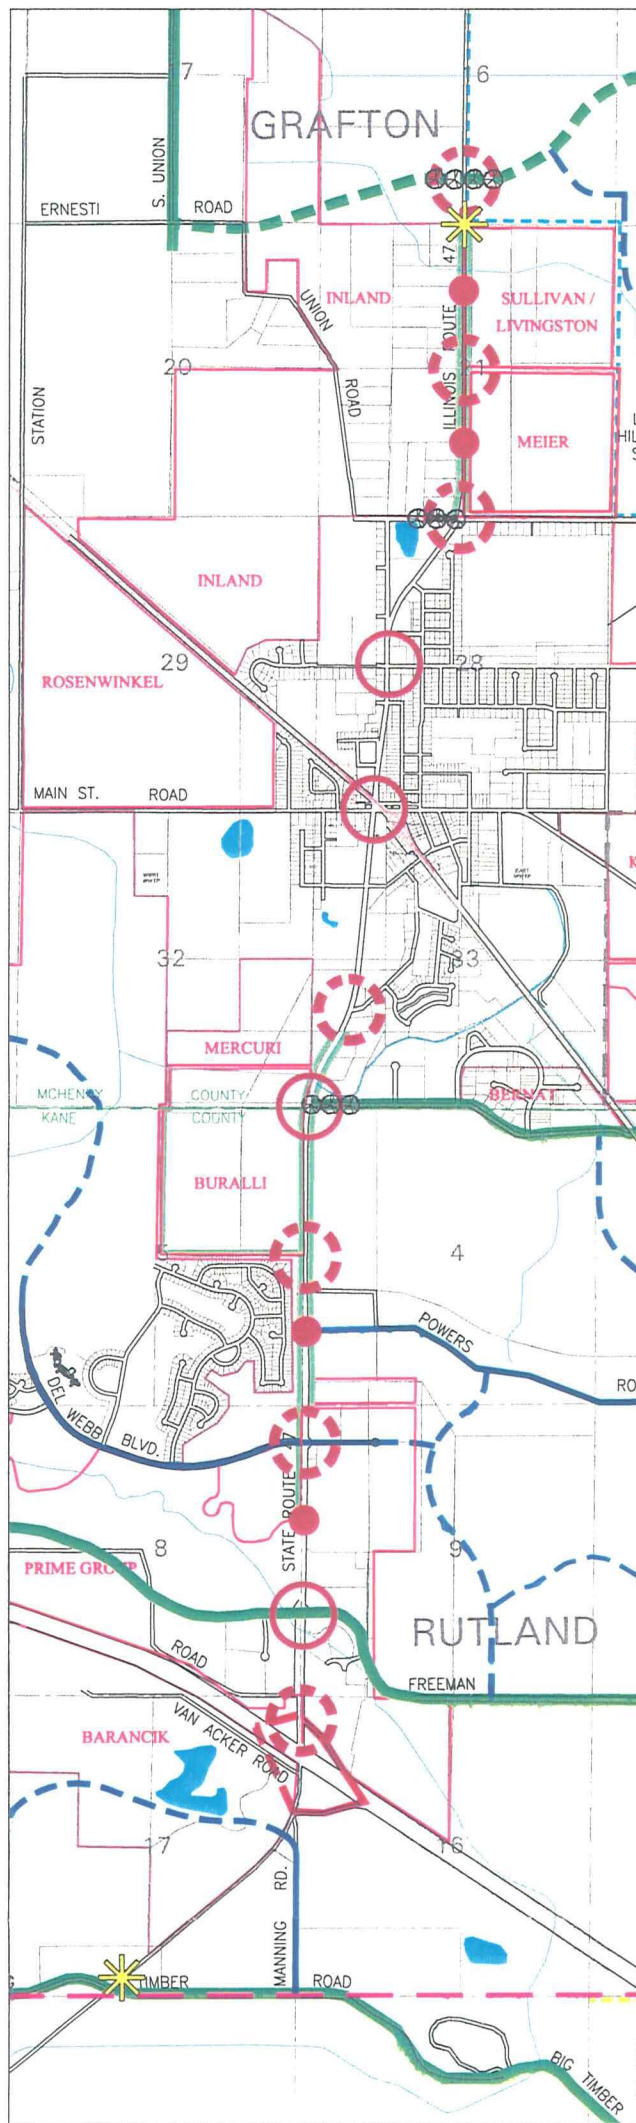 7
6
GRAFTON
S. UNION
ERNESTI ROAD
47
INLAND
SULLIVAN /
LIVINGSTON
UNION
ROAD
ILLINOIS ROUTE
20
STATION
MEIER
INLAND
29
28
ROSENWINKEL
MAIN ST. ROAD
K
32
33
MERCURI
MCHENRY COUNTY
KANE COUNTY
BERNAT
BURALLI
5
4
POWERS
RO
DEL WEBB BLVD.
STATE ROUTE 47
8
9
PRIME GROUP
RUTLAND
ROAD
FREEMAN
BARANCIK
VAN ACKER ROAD
17
16
MANNING RD.
G TIMBER ROAD
BIG TIMBER